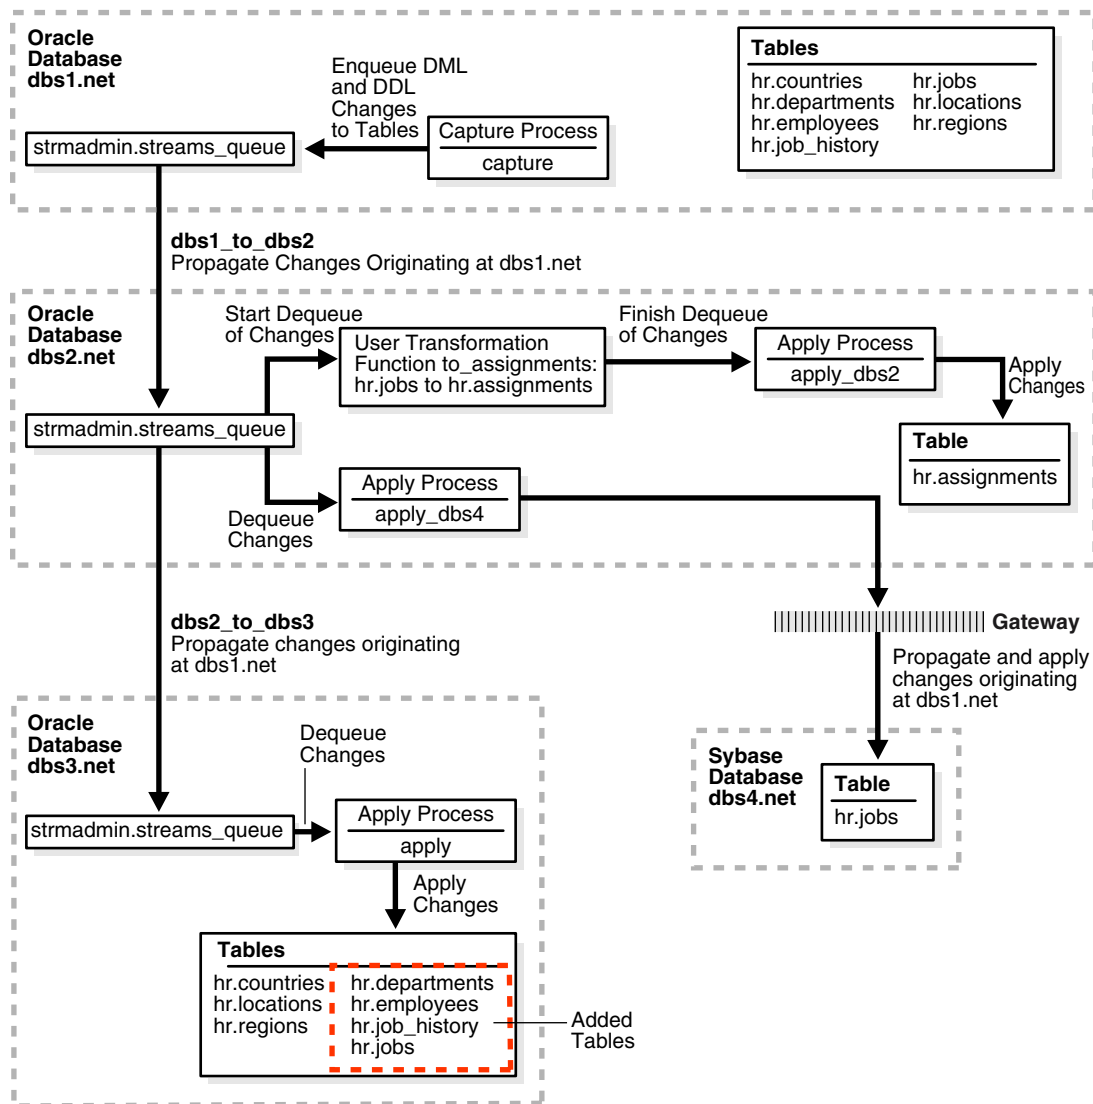 Oracle
Database
dbs1.net
Enqueue DML
and DDL
Changes
to Tables
Capture Process
capture
strmadmin.streams_queue
Tables
hr.countries hr.jobs
hr.departments hr.locations
hr.employees hr.regions
hr.job_history
dbs1_to_dbs2
Propagate Changes Originating at dbs1.net
Oracle
Database
dbs2.net
Start Dequeue
of Changes
User Transformation
Function to_assignments:
hr.jobs to hr.assignments
Finish Dequeue
of Changes
Apply Process
apply_dbs2
Apply
Changes
strmadmin.streams_queue
Table
hr.assignments
Dequeue
Changes
Apply Process
apply_dbs4
dbs2_to_dbs3
Propagate changes originating
at dbs1.net
Gateway
Propagate and apply
changes originating
at dbs1.net
Oracle
Database
dbs3.net
Dequeue
Changes
strmadmin.streams_queue
Apply Process
apply
Apply
Changes
Sybase
Database
dbs4.net
Table
hr.jobs
Tables
hr.countries hr.departments
hr.locations hr.employees
hr.regions hr.job_history
hr.jobs
Added
Tables